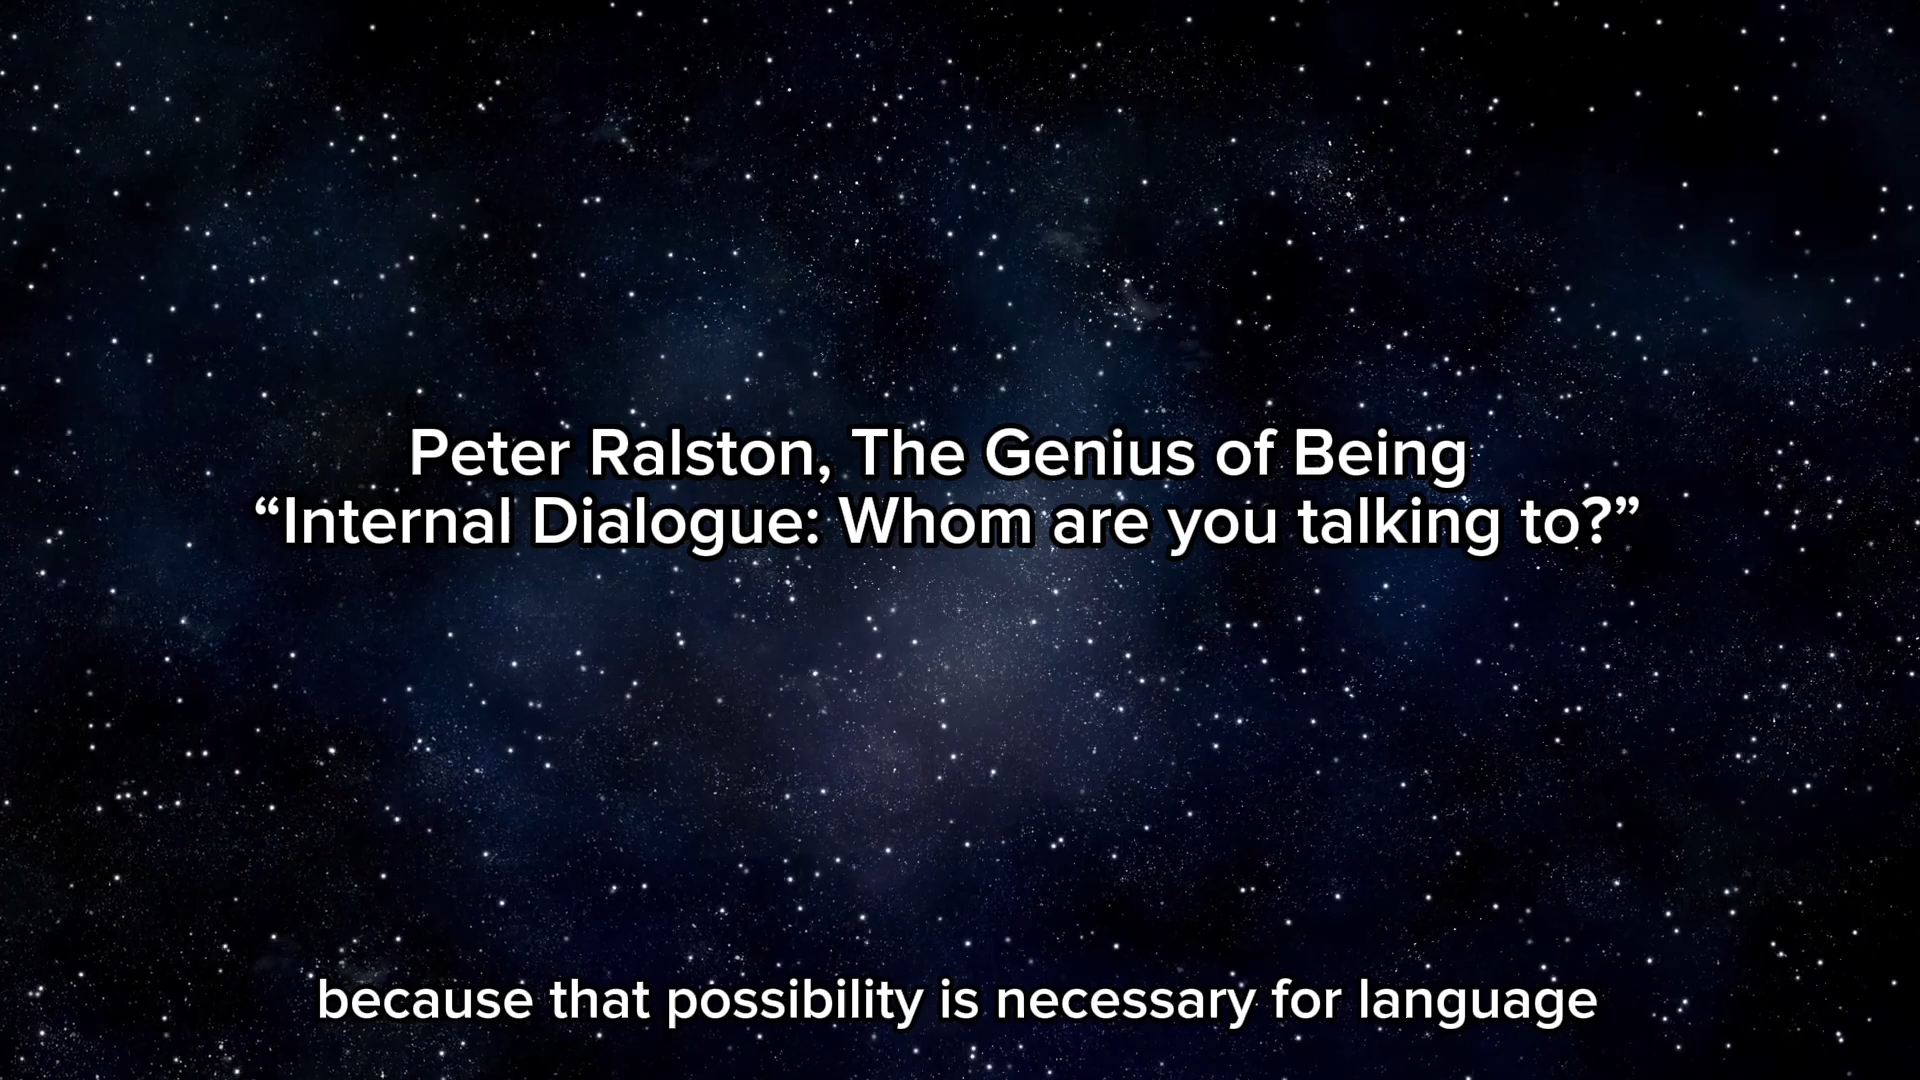 Peter Ralston, The Genius of Being
“Internal Dialogue: Whom are you talking to?”
because that possibility is necessary for language